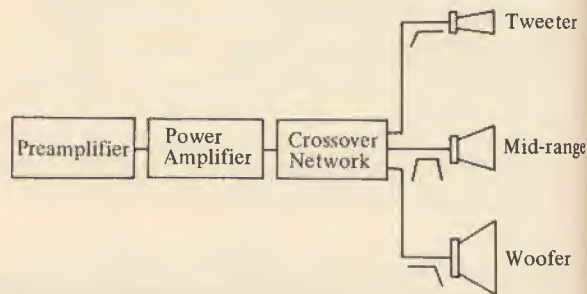 Tweeter
Preamplifier
Power
Amplifier
Crossover
Network
Mid-range
Woofer